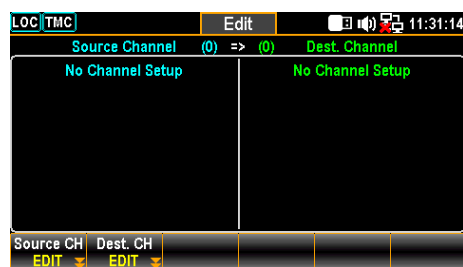 LOC TMC Edit 11:31:14
Source Channel (0) => (0) Dest. Channel
No Channel Setup No Channel Setup
Source CH Dest. CH
EDIT EDIT